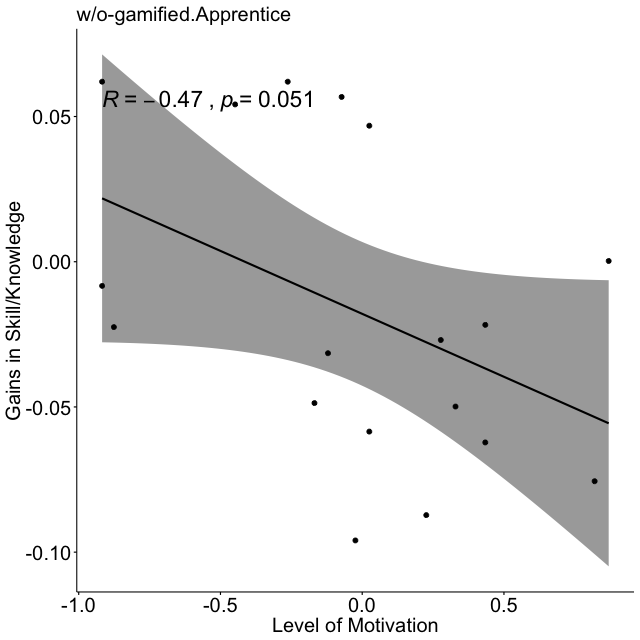 w/o-gamified.Apprentice
R = −0.47 , p = 0.051
0.05
0.00
-0.05
-0.10
Gains in Skill/Knowledge
-1.0 -0.5 0.0 0.5
Level of Motivation